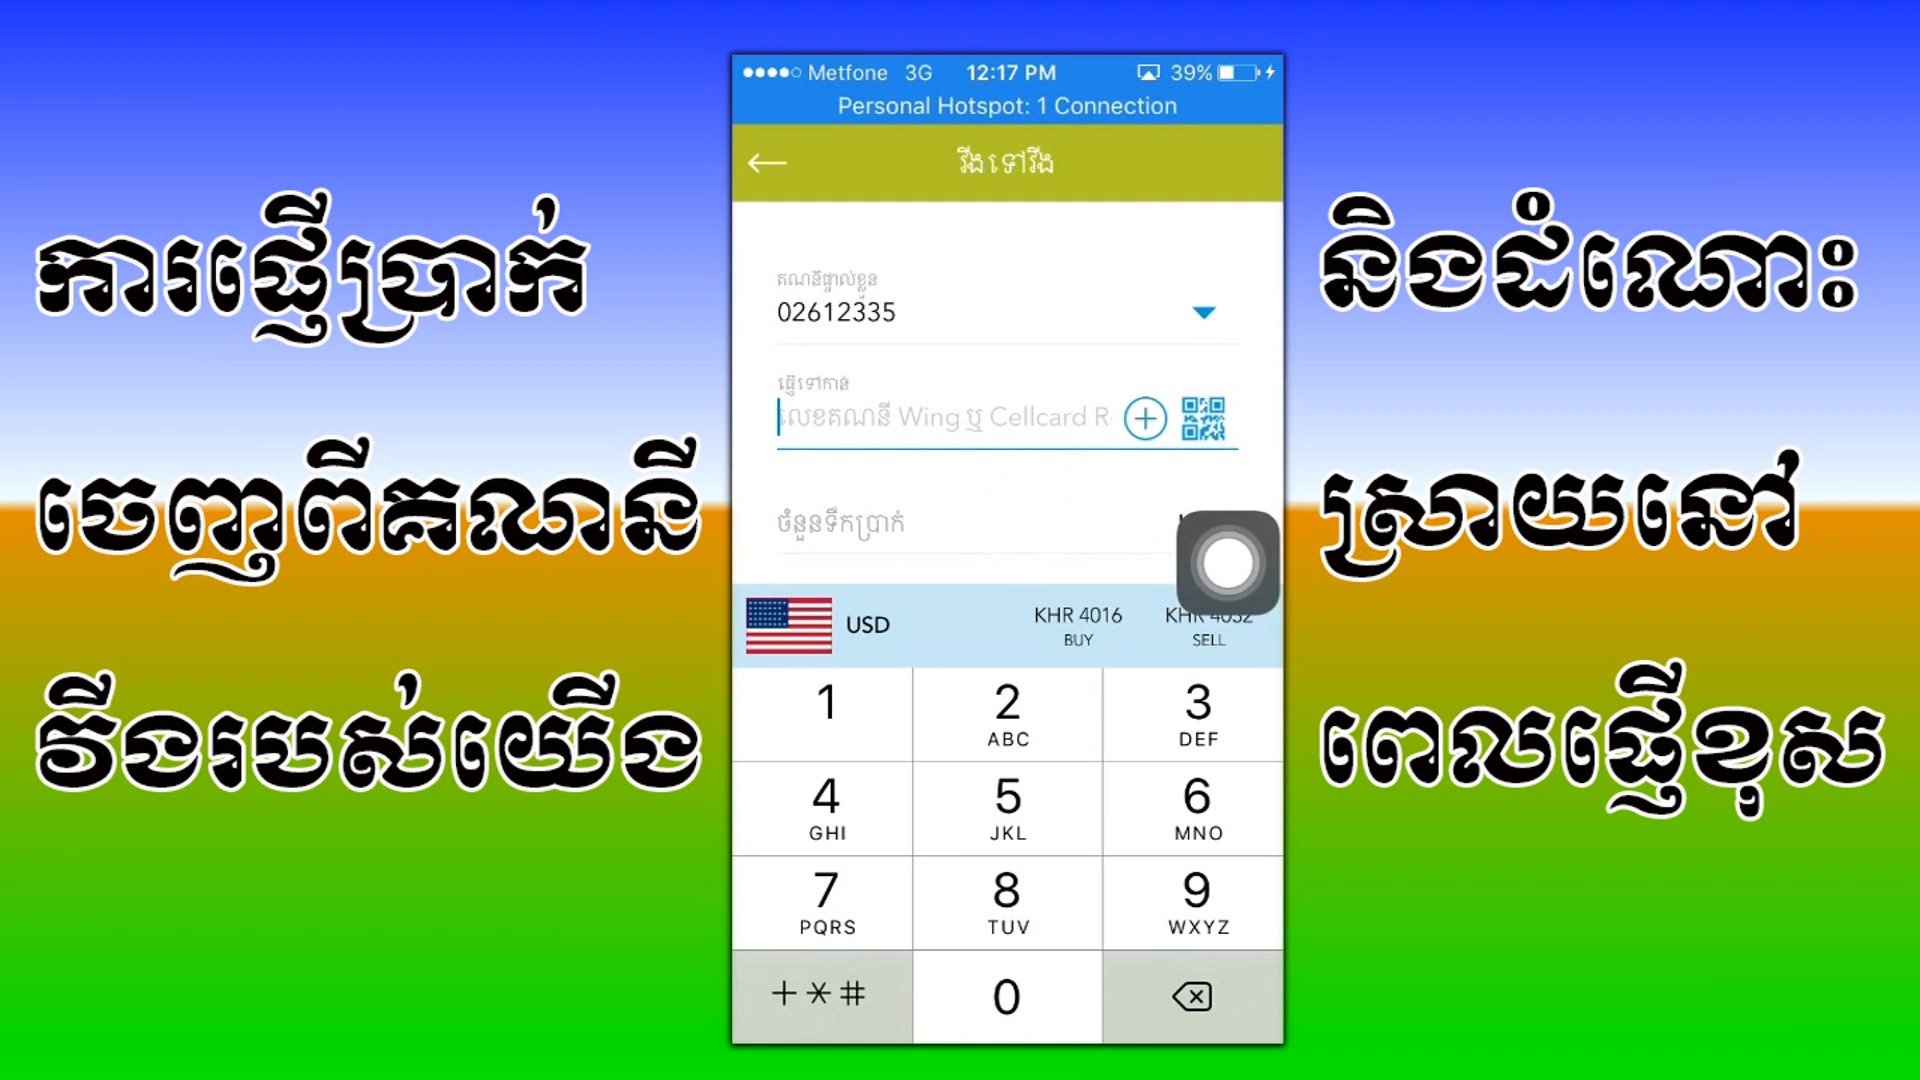 ការផ្ញើប្រាក់
ចេញពីគណនី
វីងរបស់យើង
Metfone 3G 12:17 PM 39%
Personal Hotspot: 1 Connection
វីងទៅវីង
គណនីផ្ទាល់ខ្លួន
02612335
ផ្ញើទៅកាន់
លេខគណនី Wing ឬ Cellcard R
ចំនួនទឹកប្រាក់
USD KHR 4016 KHR 4032
BUY SELL
1 2 3
ABC DEF
4 5 6
GHI JKL MNO
7 8 9
PQRS TUV WXYZ
+*# 0
និងដំណោះ
ស្រាយនៅ
ពេលផ្ញើខុស